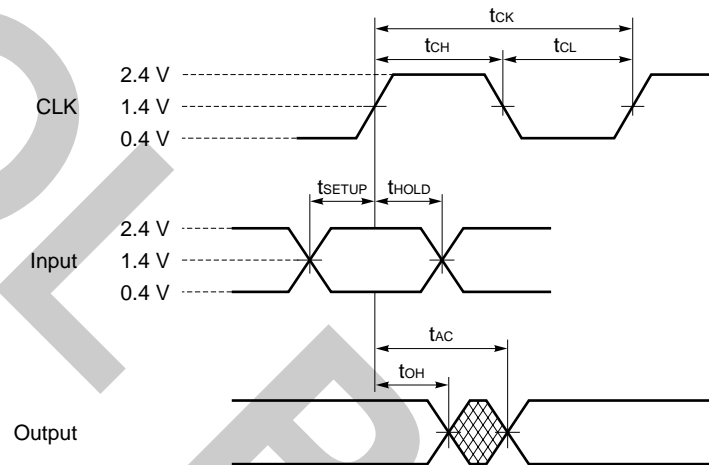 tCK
tCH tCL
2.4 V
CLK 1.4 V
0.4 V
tSETUP tHOLD
2.4 V
Input 1.4 V
0.4 V
tAC
tOH
Output